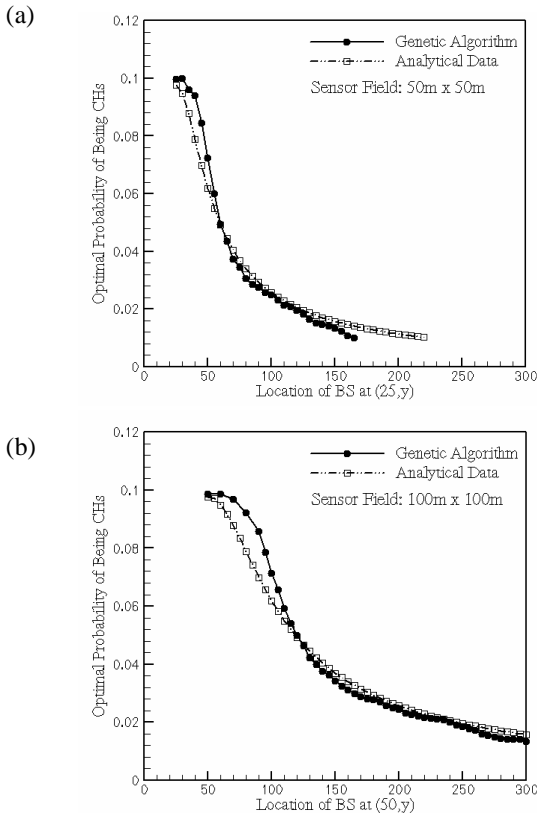 (a)
Genetic Algorithm
Analytical Data
Sensor Field: 50m x 50m
Optimal Probability of Being CHs
0.12
0.1
0.08
0.06
0.04
0.02
0
0 50 100 150 200 250 300
Location of BS at (25,y)
(b)
Genetic Algorithm
Analytical Data
Sensor Field: 100m x 100m
Optimal Probability of Being CHs
0.12
0.1
0.08
0.06
0.04
0.02
0
0 50 100 150 200 250 300
Location of BS at (50,y)